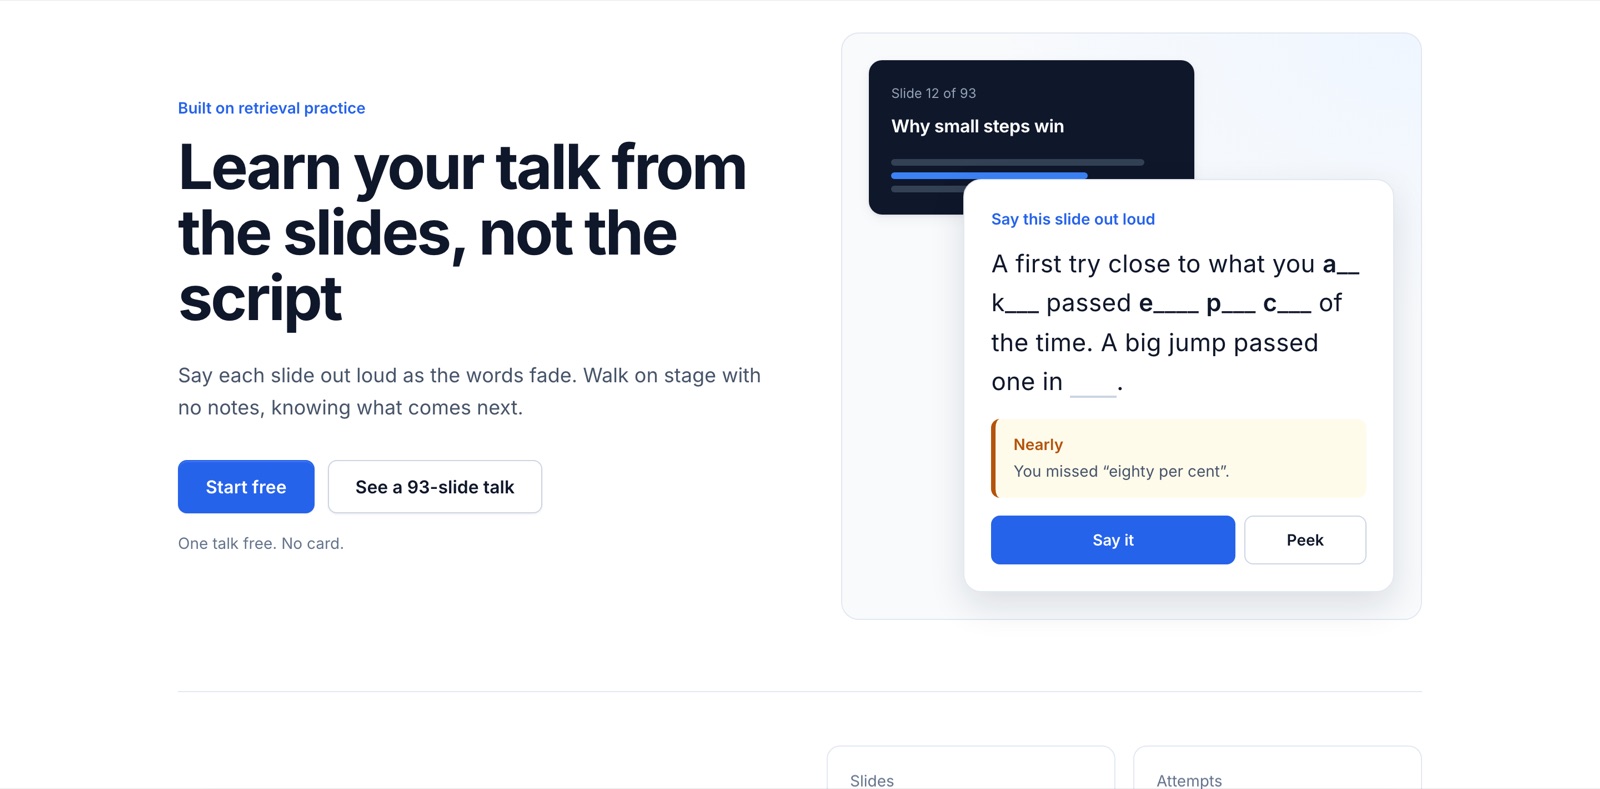 Built on retrieval practice
Learn your talk from
the slides, not the
script
Say each slide out loud as the words fade. Walk on stage with
no notes, knowing what comes next.
Start free
See a 93-slide talk
One talk free. No card.
Slide 12 of 93
Why small steps win
Say this slide out loud
A first try close to what you a__
k___ passed e____ p___ c___ of
the time. A big jump passed
one in ____.
Nearly
You missed “eighty per cent”.
Say it
Peek
Slides
Attempts